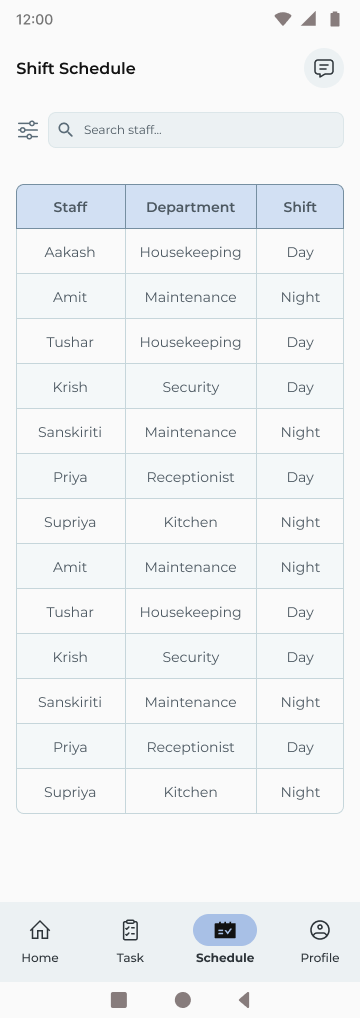 12:00
Shift Schedule
Search staff...
Staff Department Shift
Aakash Housekeeping Day
Amit Maintenance Night
Tushar Housekeeping Day
Krish Security Day
Sanskiriti Maintenance Night
Priya Receptionist Day
Supriya Kitchen Night
Amit Maintenance Night
Tushar Housekeeping Day
Krish Security Day
Sanskiriti Maintenance Night
Priya Receptionist Day
Supriya Kitchen Night
Home Task Schedule Profile